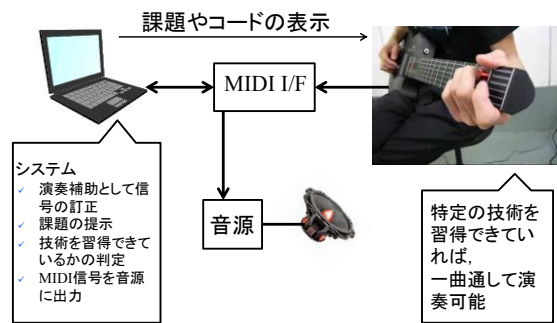 課題やコードの表示
MIDI I/F
システム
✓ 演奏補助として信
号の訂正
✓ 課題の提示
✓ 技術を習得できて
いるかの判定
✓ MIDI信号を音源
に出力
音源
特定の技術を
習得できてい
れば,
一曲通して演
奏可能